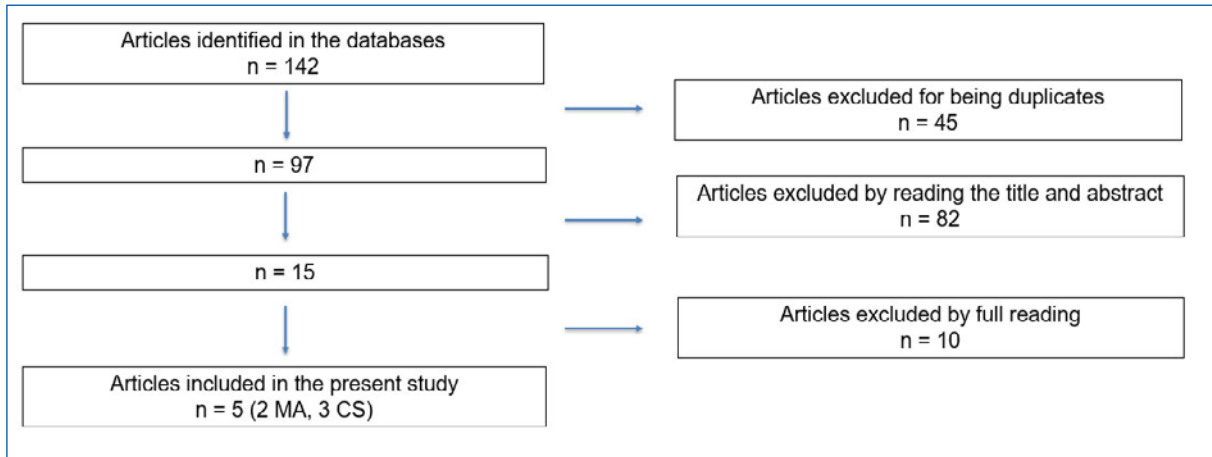 Articles identified in the databases
n = 142
Articles excluded for being duplicates
n = 45
n = 97
Articles excluded by reading the title and abstract
n = 82
n = 15
Articles excluded by full reading
n = 10
Articles included in the present study
n = 5 (2 MA, 3 CS)